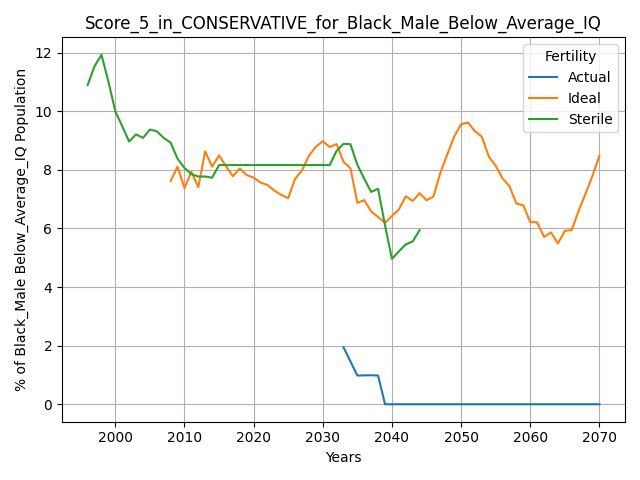 Score_5_in_CONSERVATIVE_for_Black_Male_Below_Average_IQ
Fertility
Actual
Ideal
Sterile
% of Black_Male Below_Average_IQ Population
12
10
8
6
4
2
0
2000 2010 2020 2030 2040 2050 2060 2070
Years